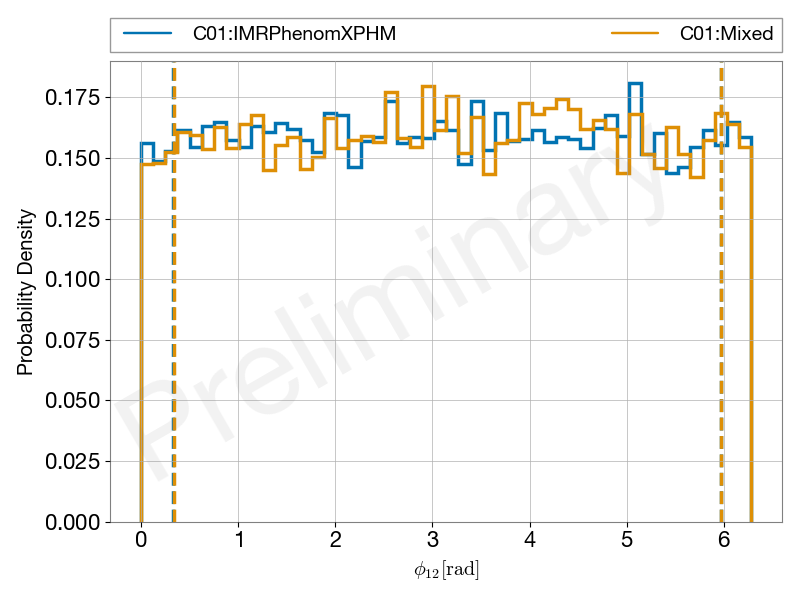 C01:IMRPhenomXPHM C01:Mixed
0.175
0.150
0.125
0.100
0.075
0.050
0.025
0.000
Probability Density
Preliminary
0 1 2 3 4 5 6
ϕ₁₂[rad]